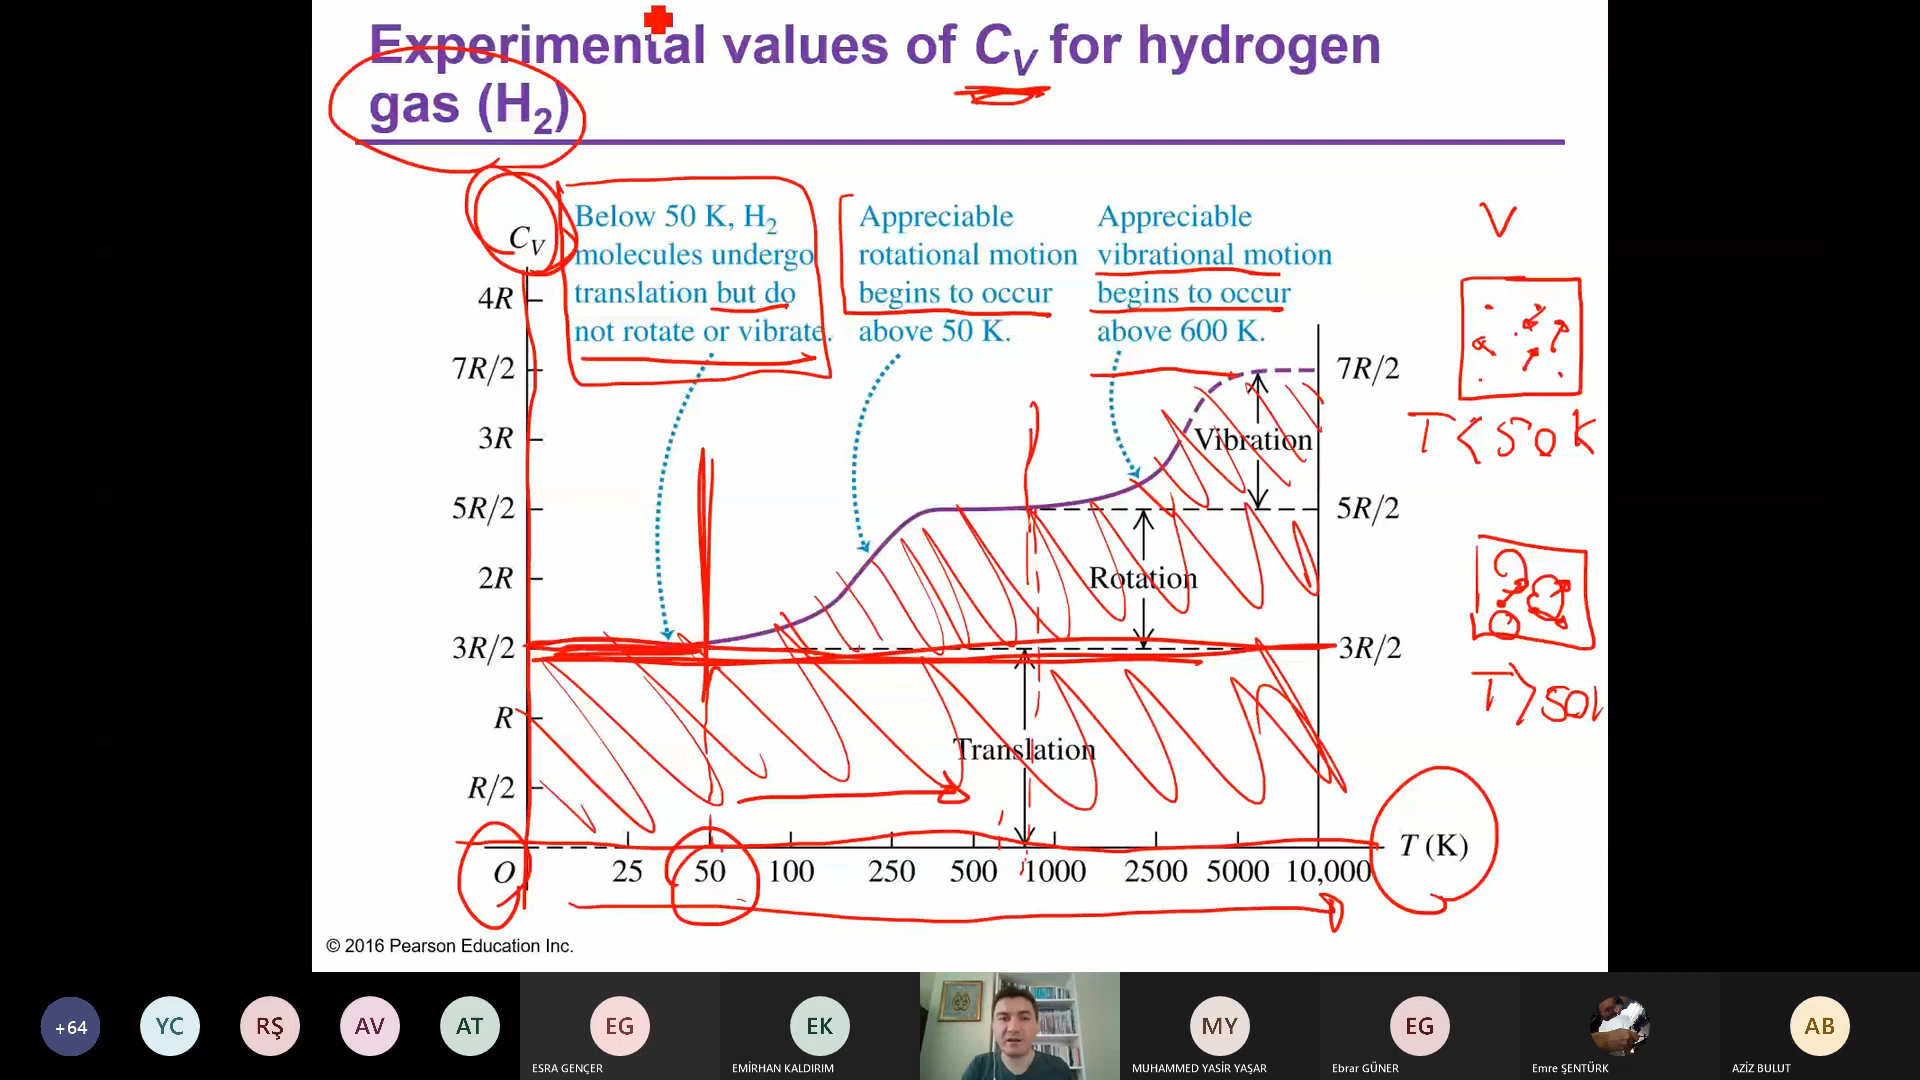 Experimental values of CV for hydrogen
gas (H2)
CV
Below 50 K, H2
molecules undergo
translation but do
not rotate or vibrate.
Appreciable
rotational motion
begins to occur
above 50 K.
Appreciable
vibrational motion
begins to occur
above 600 K.
V
4R
7R/2
3R
5R/2
2R
3R/2
R
R/2
O
7R/2
5R/2
3R/2
Vibration
Rotation
Translation
T<50K
T>50
25 50 100 250 500 1000 2500 5000 10,000
T (K)
© 2016 Pearson Education Inc.
+64
YC
RŞ
AV
AT
EG
ESRA GENÇER
EK
EMİRHAN KALDIRIM
MY
MUHAMMED YASİR YAŞAR
EG
Ebrar GÜNER
Emre ŞENTÜRK
AB
AZİZ BULUT